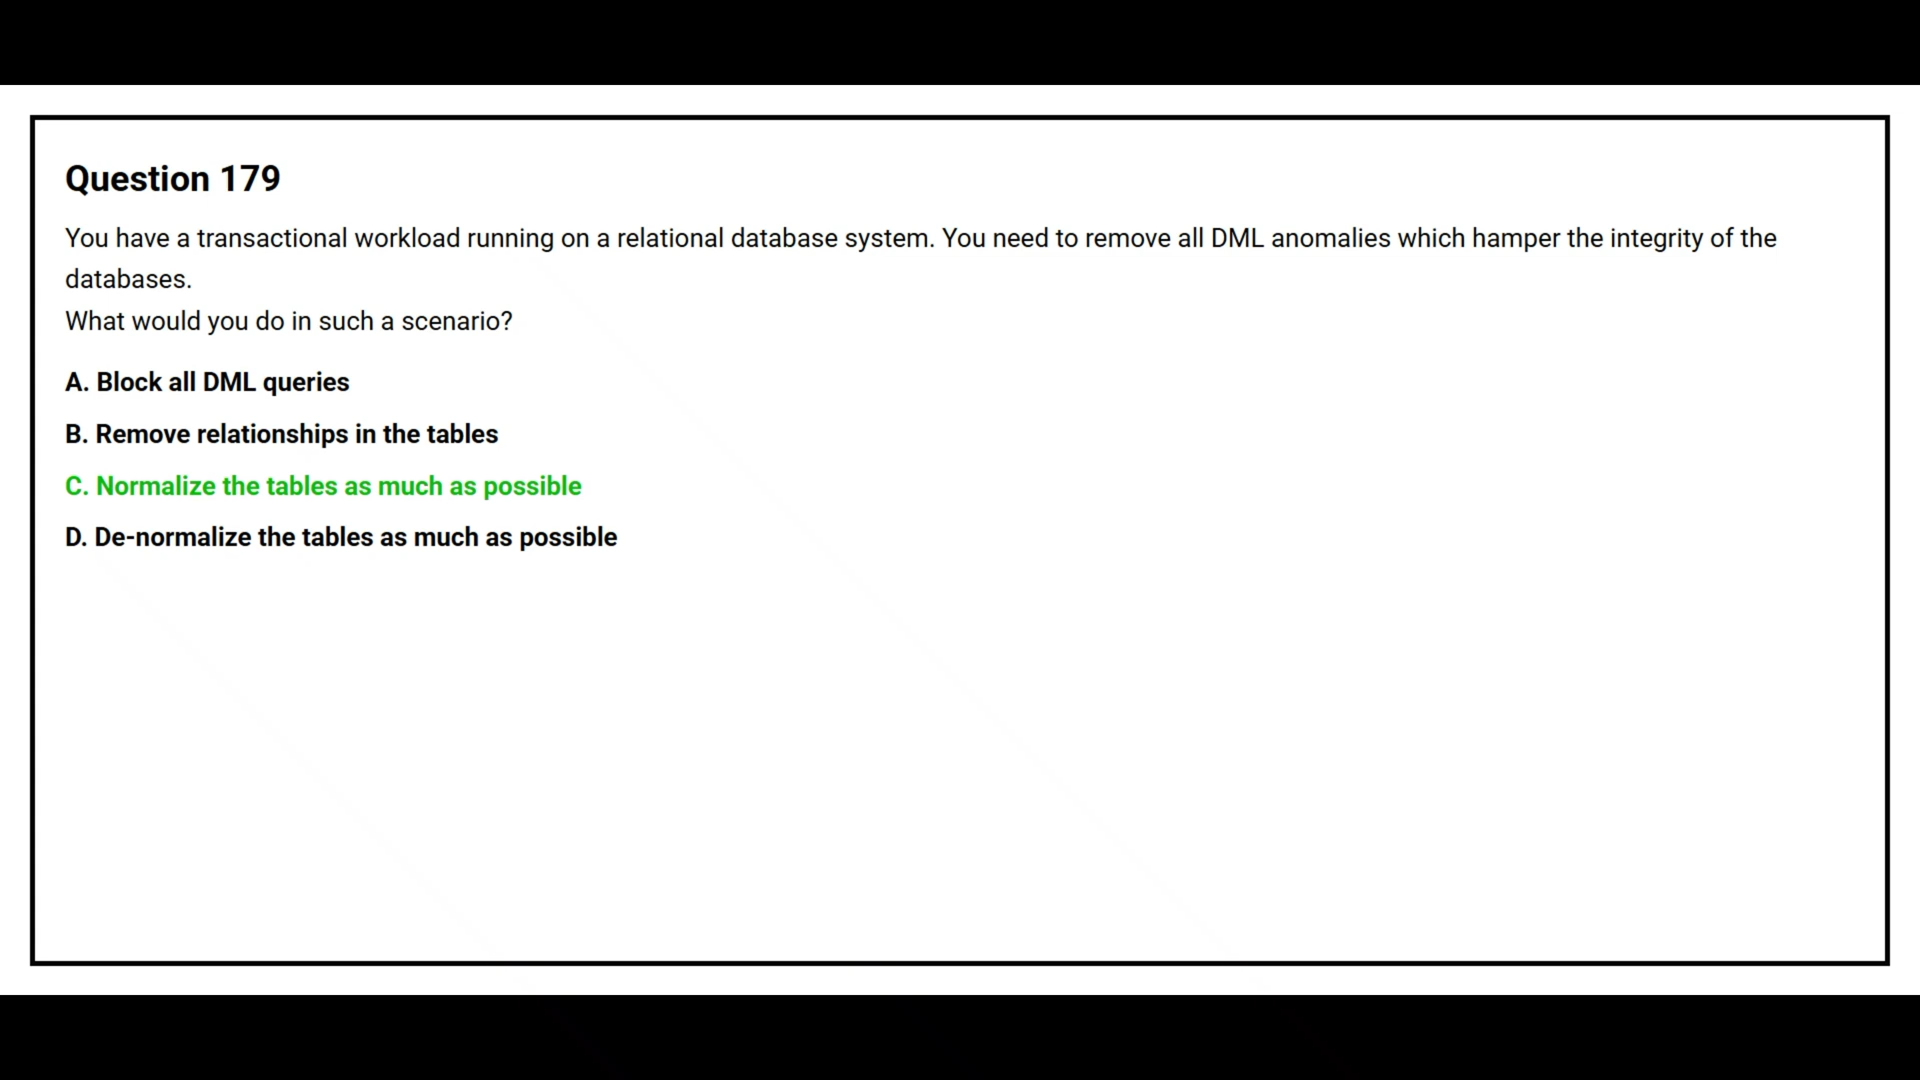 Question 179
You have a transactional workload running on a relational database system. You need to remove all DML anomalies which hamper the integrity of the
databases.
What would you do in such a scenario?
A. Block all DML queries
B. Remove relationships in the tables
C. Normalize the tables as much as possible
D. De-normalize the tables as much as possible